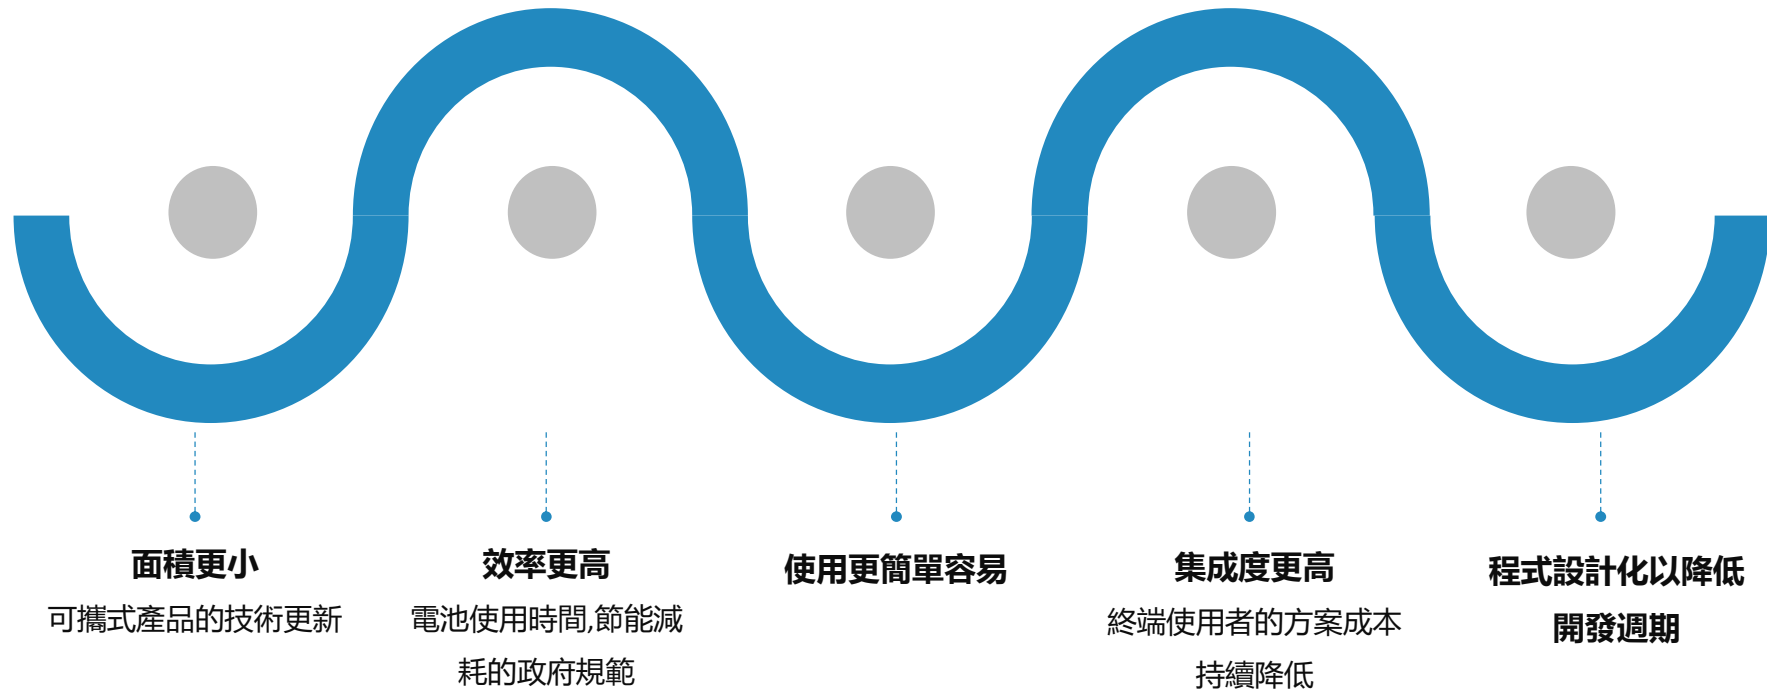 面積更小
可攜式產品的技術更新
效率更高
電池使用時間,節能減
耗的政府規範
使用更簡單容易
集成度更高
終端使用者的方案成本
持續降低
程式設計化以降低
開發週期